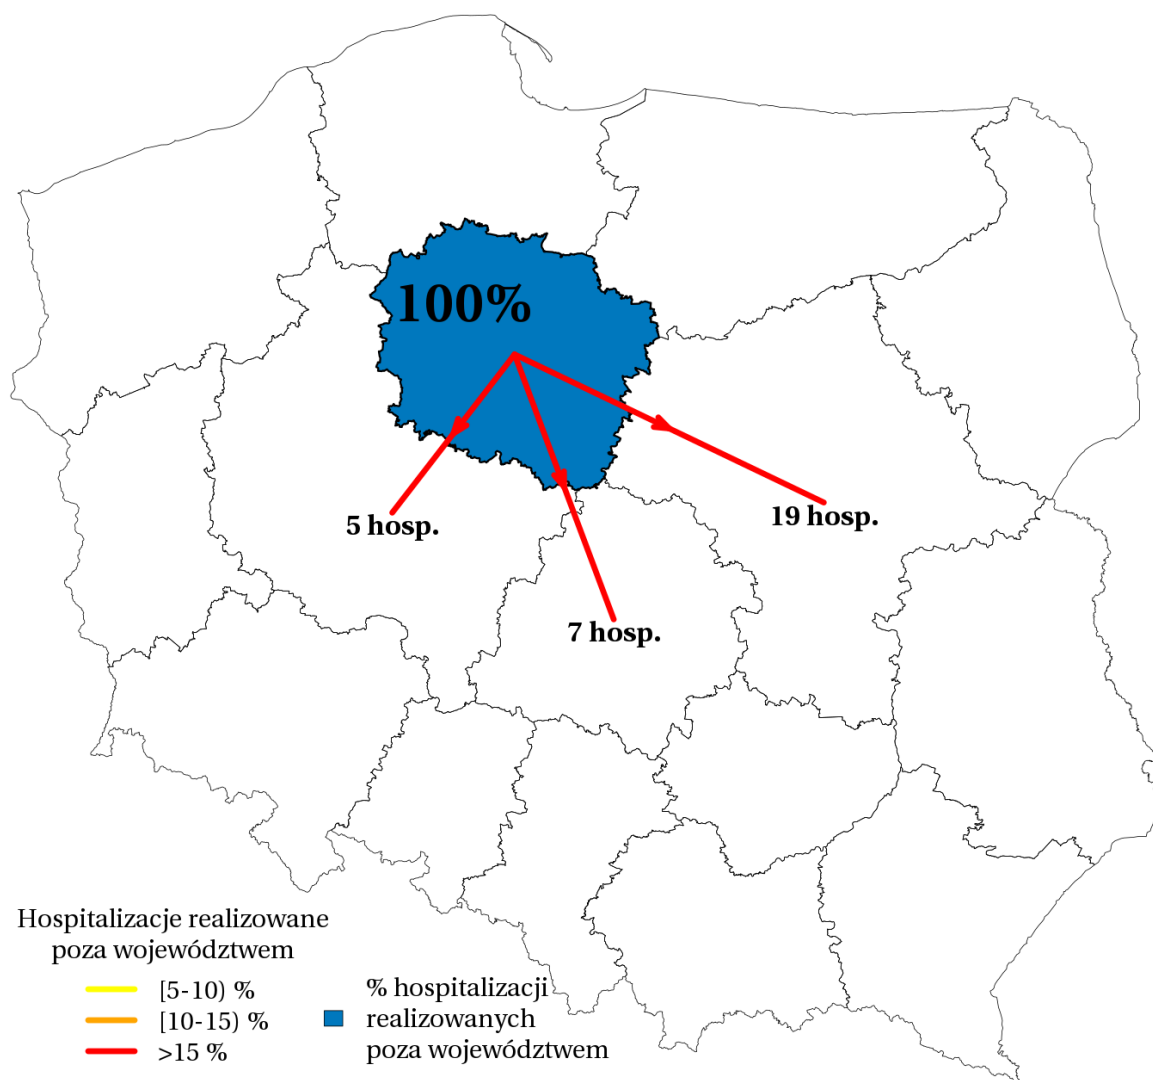 100%
5 hosp.
19 hosp.
7 hosp.
Hospitalizacje realizowane
poza województwem
[5-10) %
[10-15) %
>15 %
% hospitalizacji
realizowanych
poza województwem